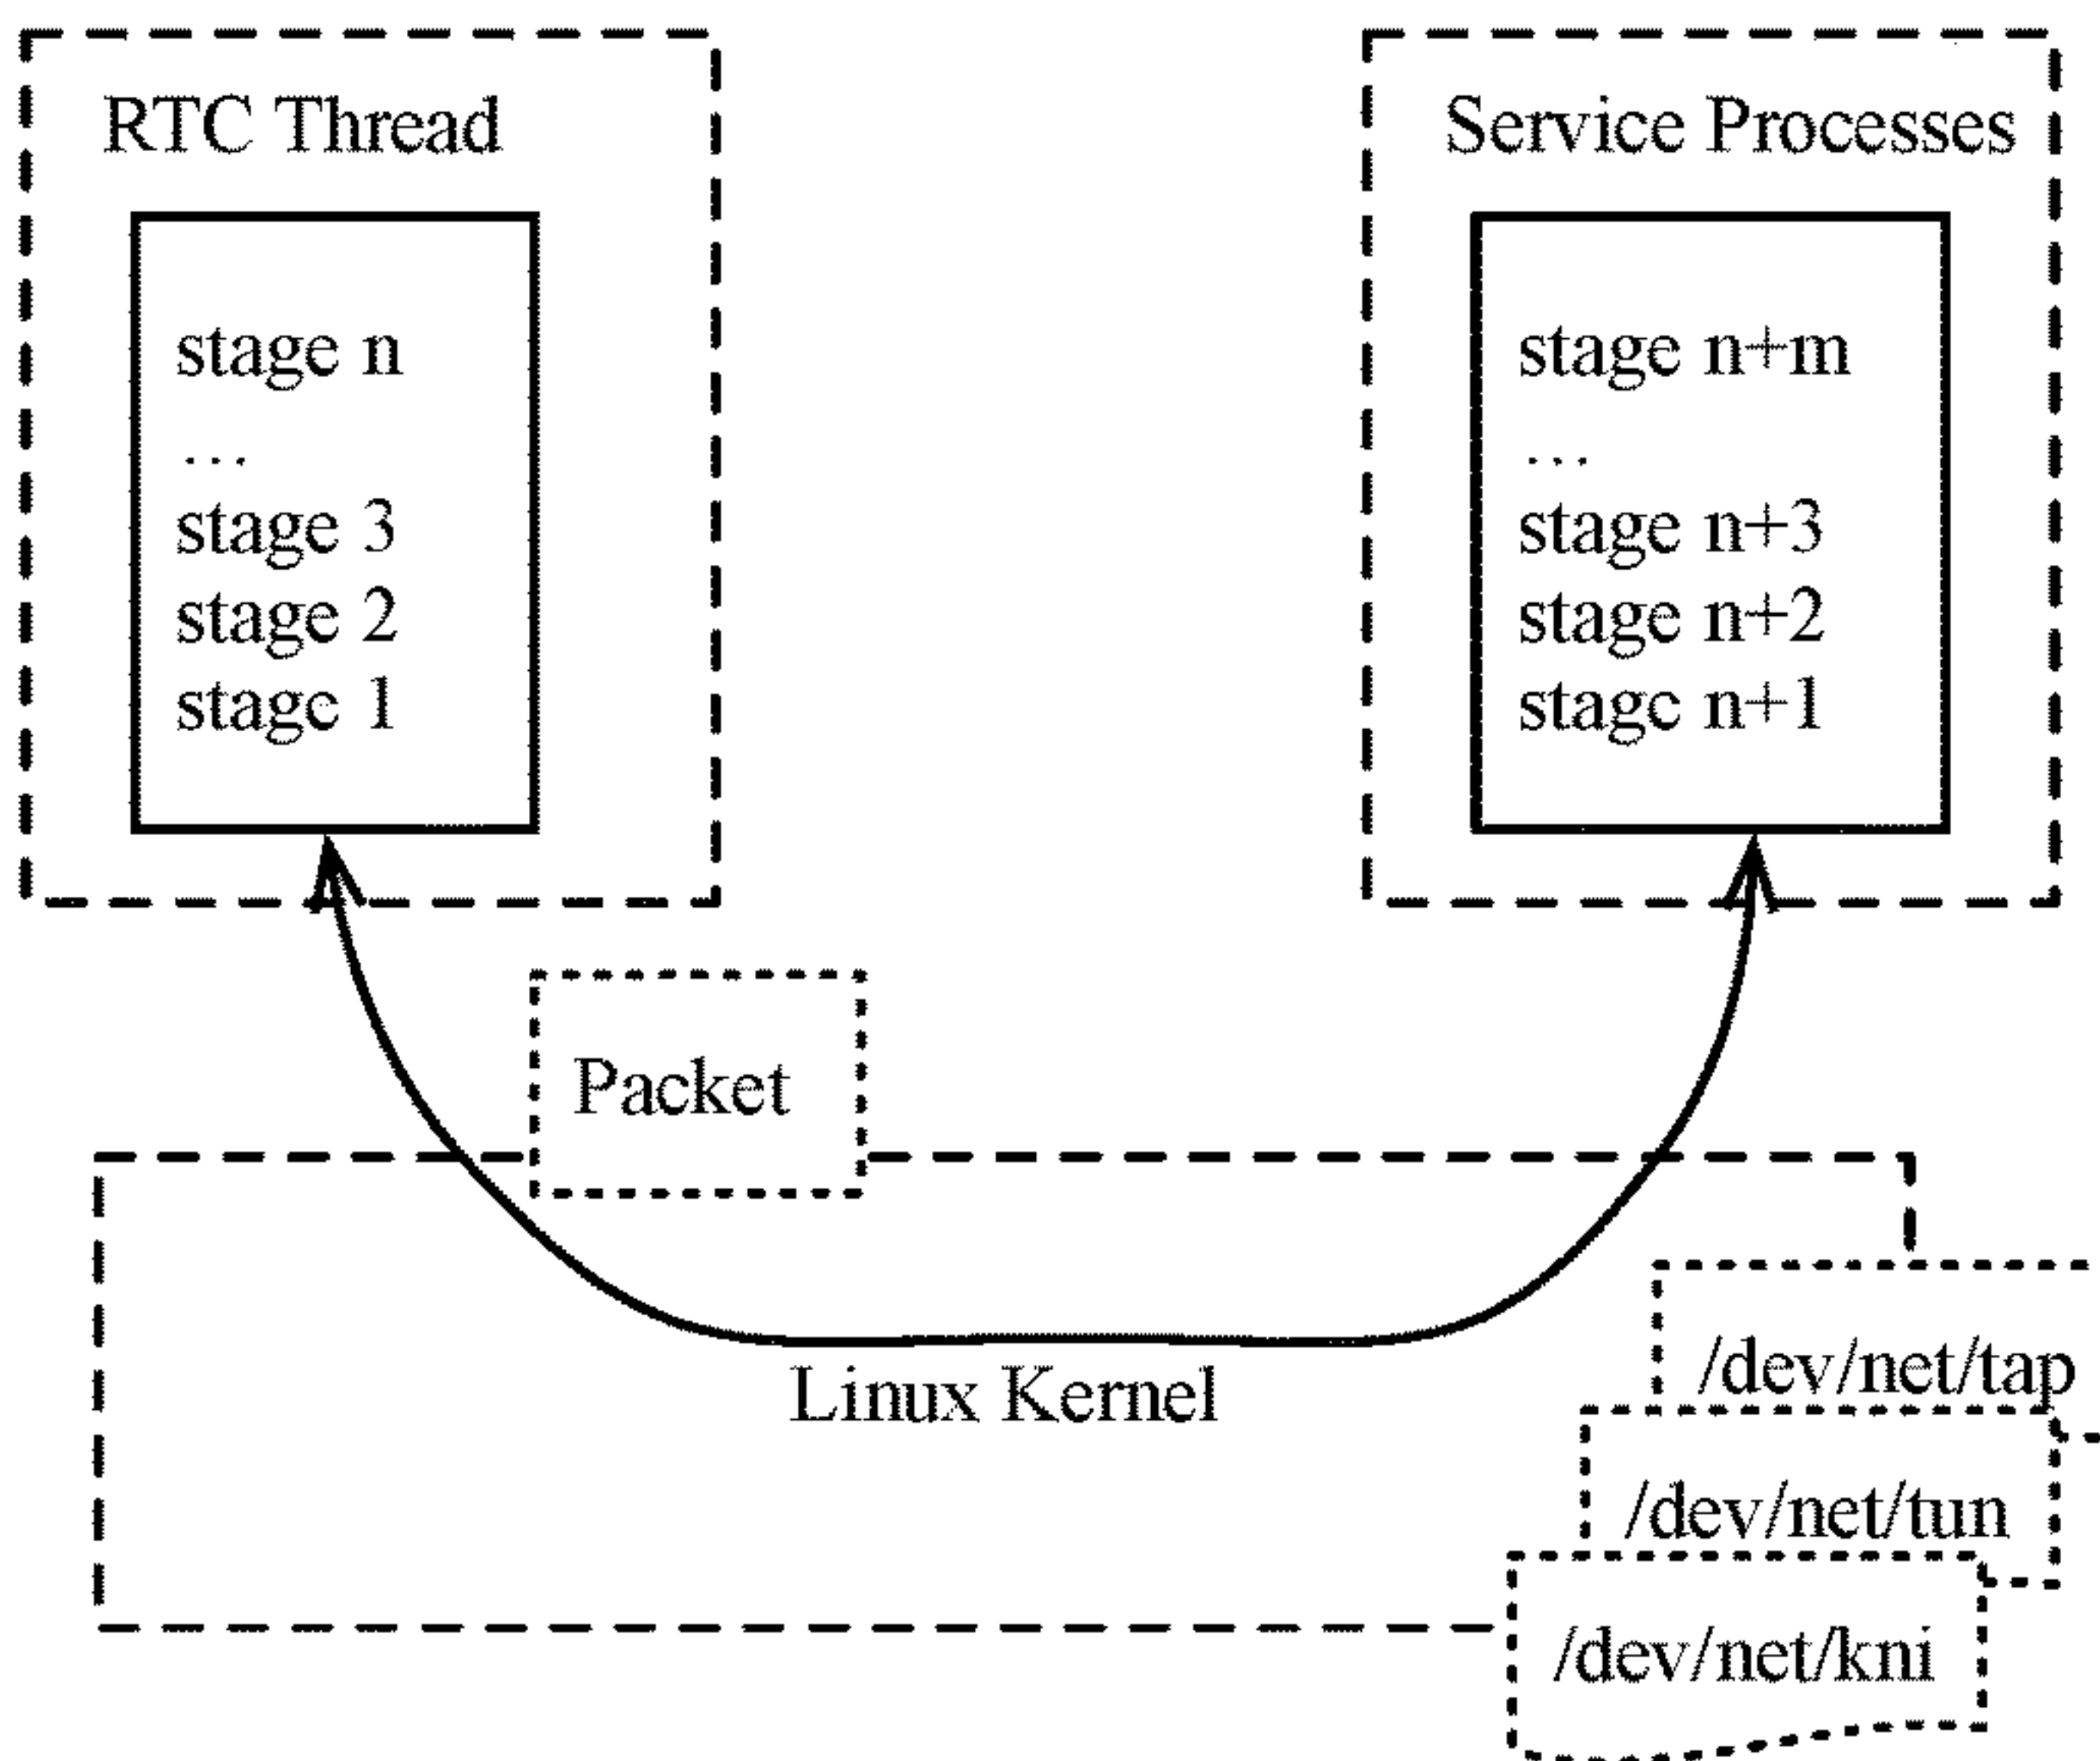 RTC Thread
stage n
...
stage 3
stage 2
stage 1
Service Processes
stage n+m
...
stage n+3
stage n+2
stage n+1
Packet
Linux Kernel
/dev/net/tap
/dev/net/tun
/dev/net/kni